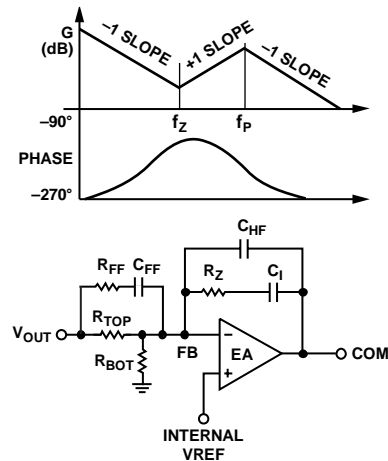 G
(dB)
–1 SLOPE
+1 SLOPE
–1 SLOPE
–90°
fZ
fP
PHASE
–270°
CHF
RFF
CFF
RZ
CI
VOUT
RTOP
RBOT
FB
–
EA
+
COM
INTERNAL
VREF